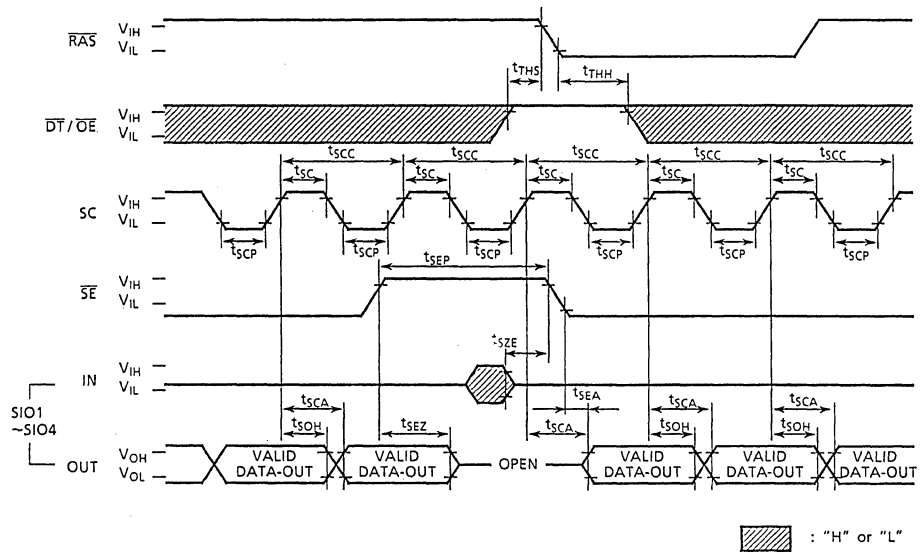 RAS
VIH
VIL
tTHS
tTHH
DT / OE
VIH
VIL
tSCC tSCC tSCC tSCC tSCC
tSC tSC tSC tSC tSC
SC
VIH
VIL
tSCP tSCP tSCP tSCP tSCP tSCP
tSEP
SE
VIH
VIL
tSZE
IN
VIH
VIL
SIO1
~SIO4
tSEA
tSCA tSCA tSCA tSCA
tSOH tSEZ tSOH tSOH
OUT
VOH
VOL
VALID
DATA-OUT
VALID
DATA-OUT
OPEN
VALID
DATA-OUT
VALID
DATA-OUT
VALID
DATA-OUT
: "H" or "L"